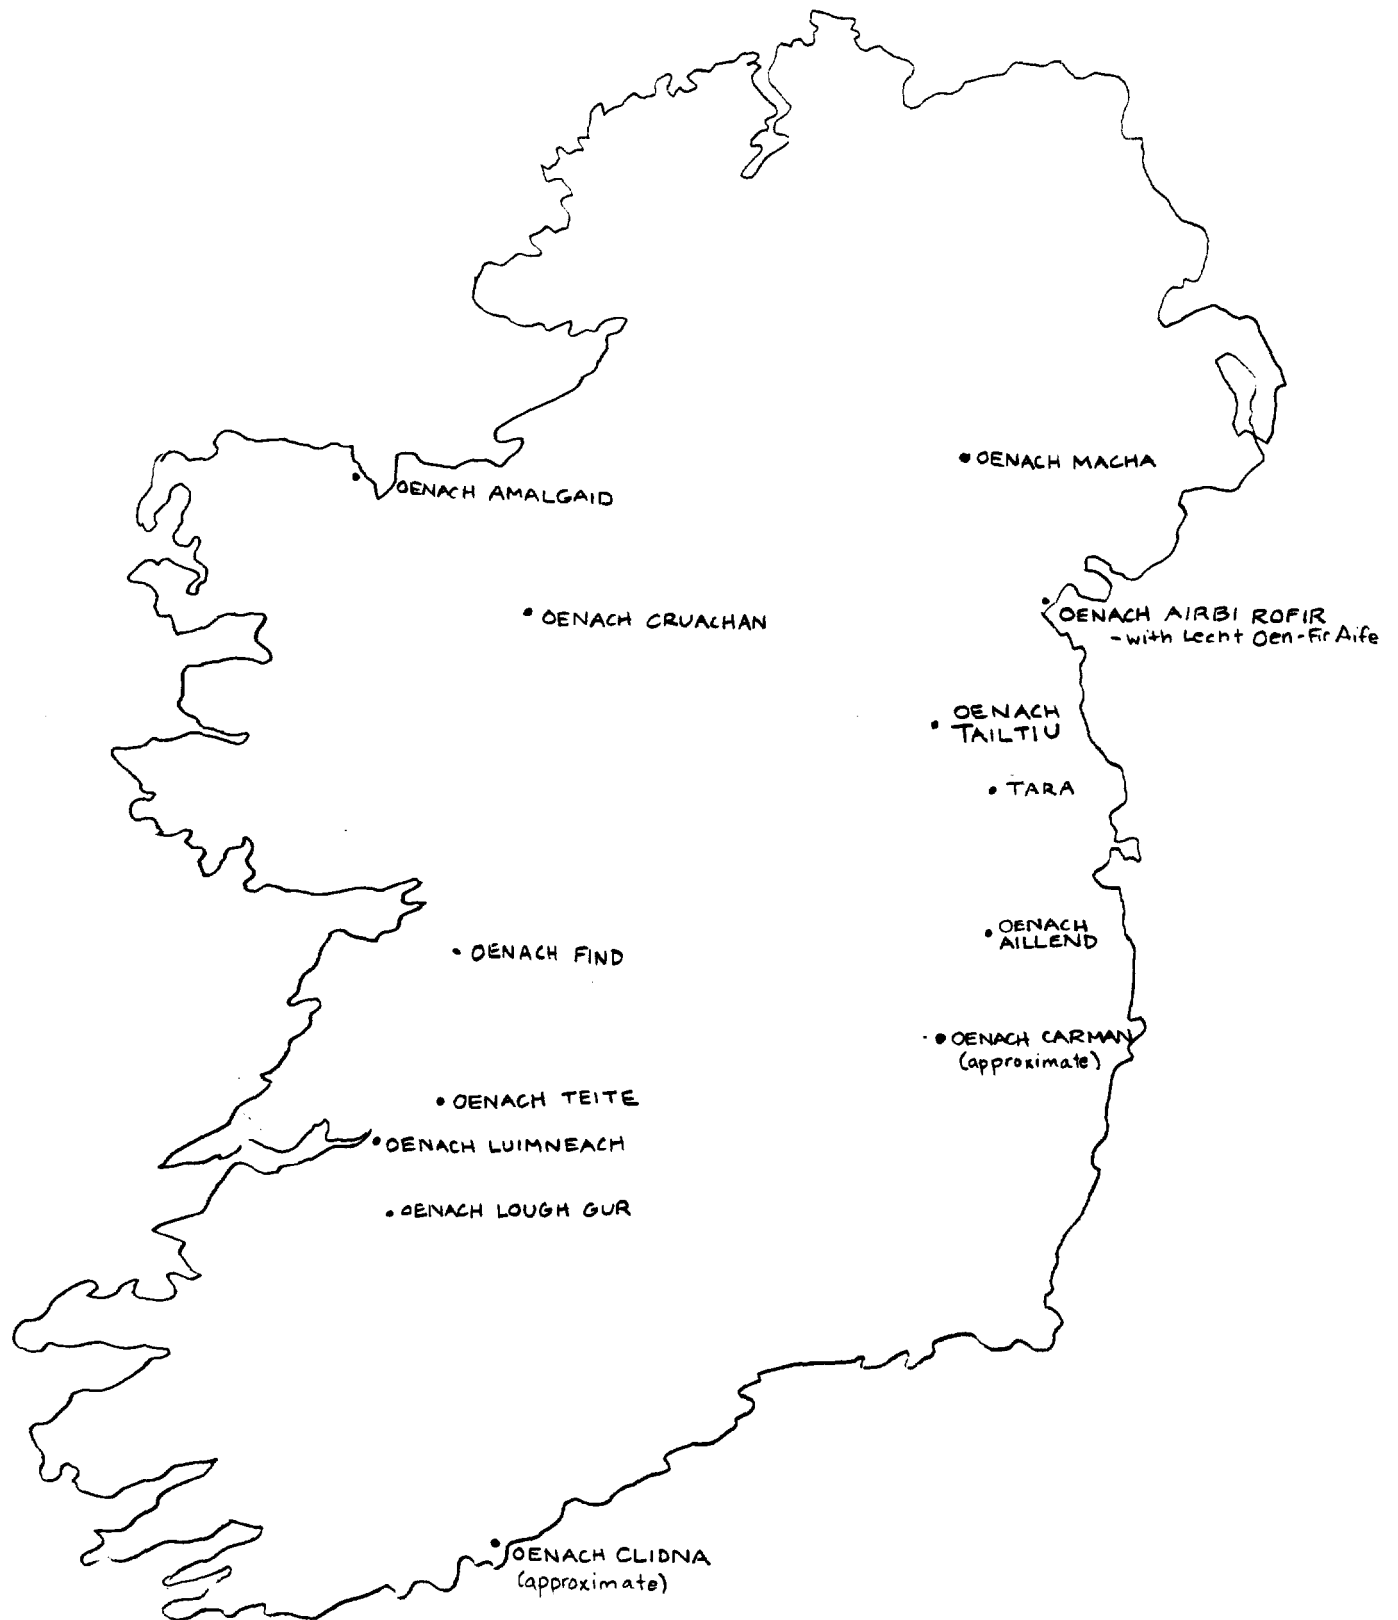 OENACH MACHA
OENACH AMALGAID
OENACH CRUACHAN
OENACH AIRBI ROFIR
-with Lecht Oen-Fir Aife
OENACH
TAILTIU
TARA
OENACH
AILLEND
OENACH FIND
OENACH CARMAN
(approximate)
OENACH TEITE
OENACH LUIMNEACH
OENACH LOUGH GUR
OENACH CLIDNA
(approximate)